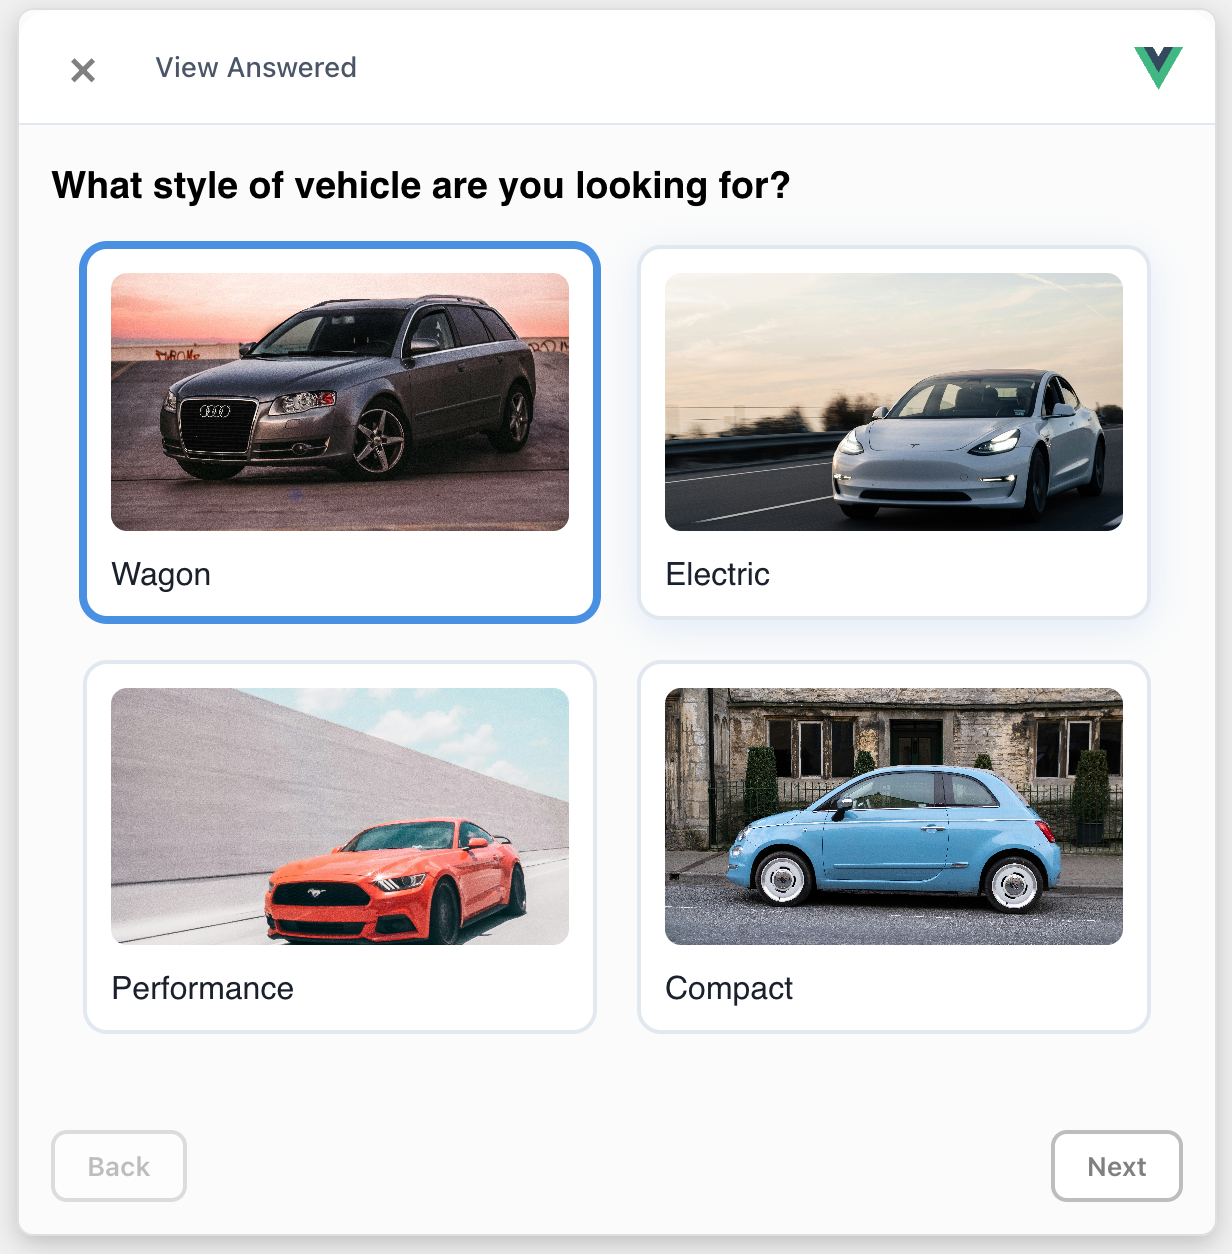 View Answered
What style of vehicle are you looking for?
Wagon
Electric
Performance
Compact
Back
Next